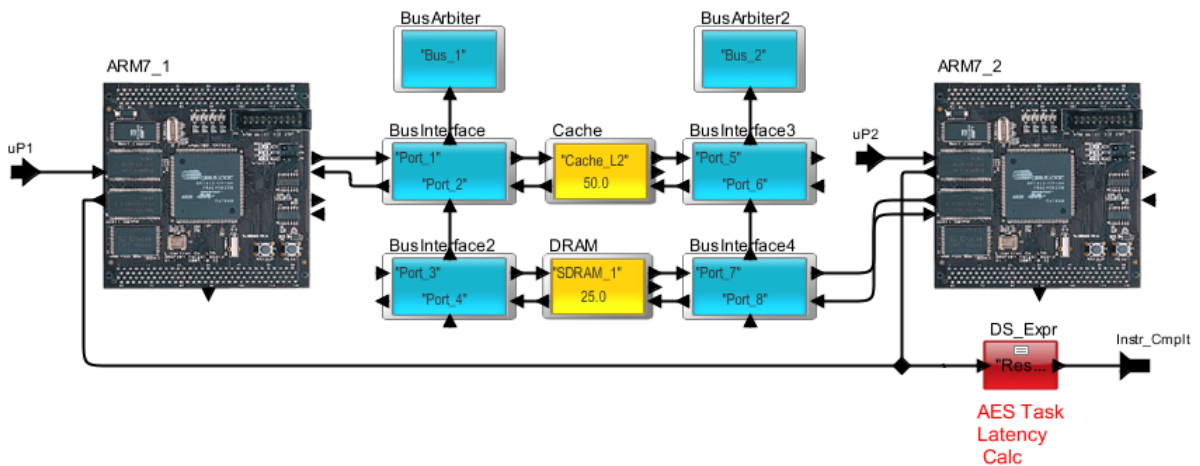 BusArbiter
BusArbiter2
"Bus_1"
"Bus_2"
ARM7_1
ARM7_2
uP1
BusInterface
Cache
BusInterface3
uP2
"Port_1"
"Port_2"
"Cache_L2"
50.0
"Port_5"
"Port_6"
BusInterface2
DRAM
BusInterface4
"Port_3"
"Port_4"
"SDRAM_1"
25.0
"Port_7"
"Port_8"
DS_Expr
Instr_Cmplt
"Res...
AES Task
Latency
Calc